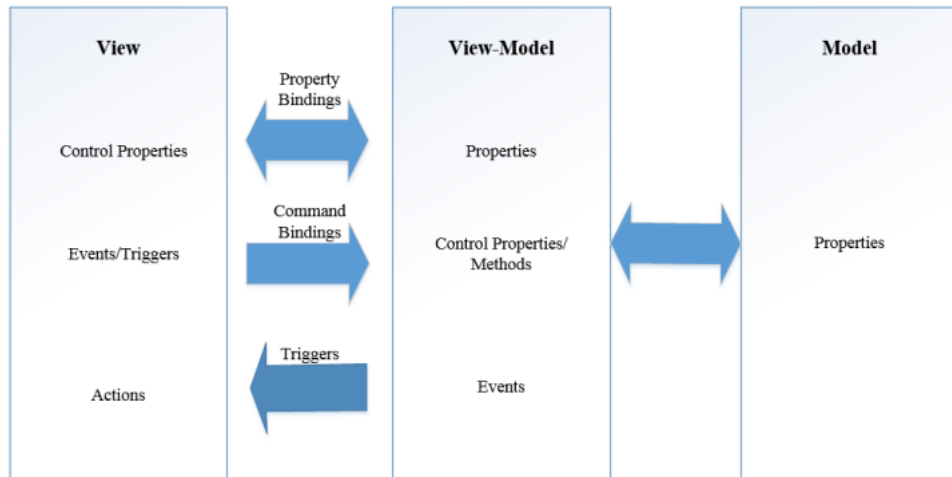 View
View-Model
Model
Property
Bindings
Control Properties
Properties
Command
Bindings
Events/Triggers
Control Properties/
Methods
Properties
Triggers
Actions
Events